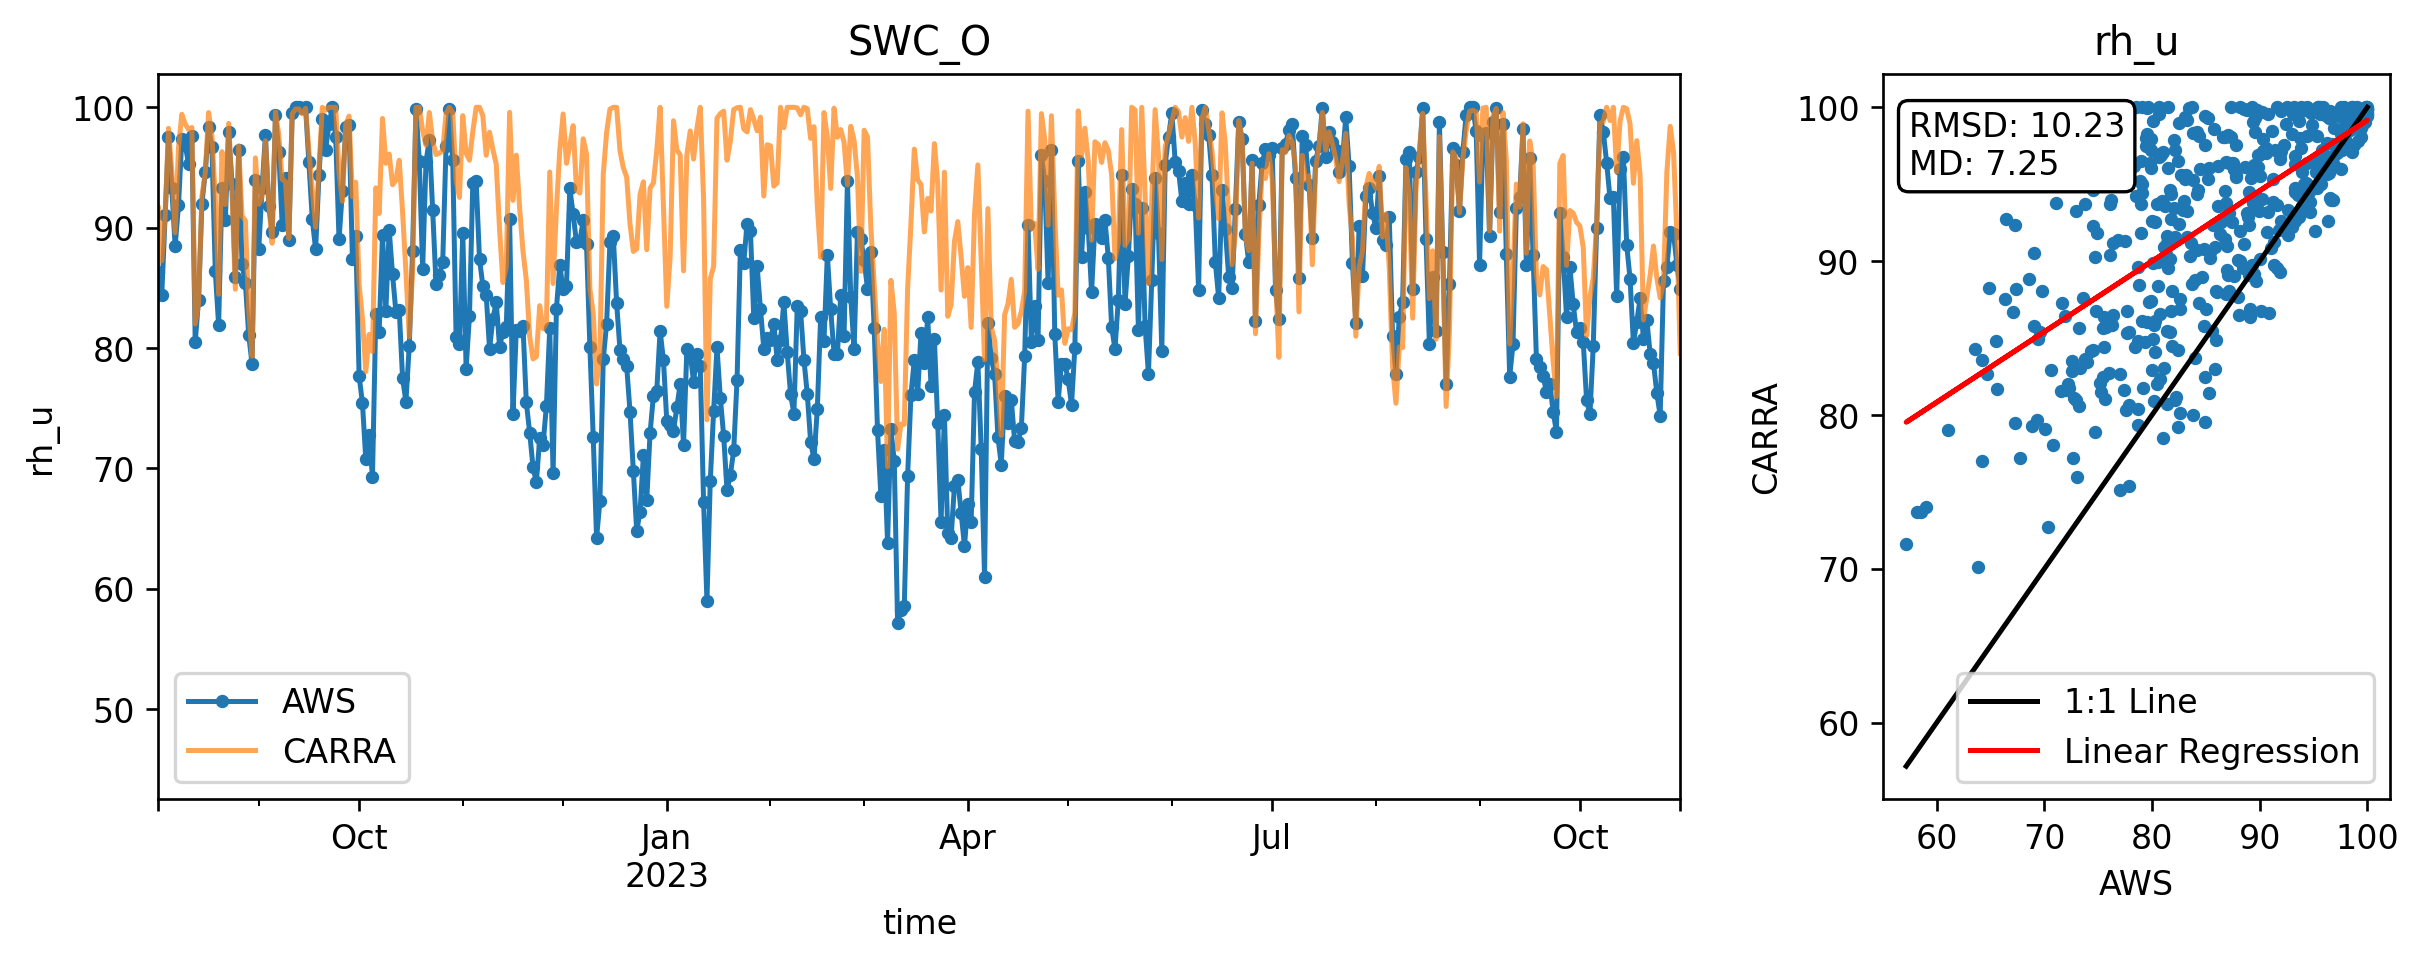 SWC_O
rh_u
100
90
80
70
60
50
AWS
CARRA
Oct
Jan
2023
Apr
Jul
Oct
time
rh_u
CARRA
100
90
80
70
60
RMSD: 10.23
MD: 7.25
1:1 Line
Linear Regression
60
70
80
90
100
AWS